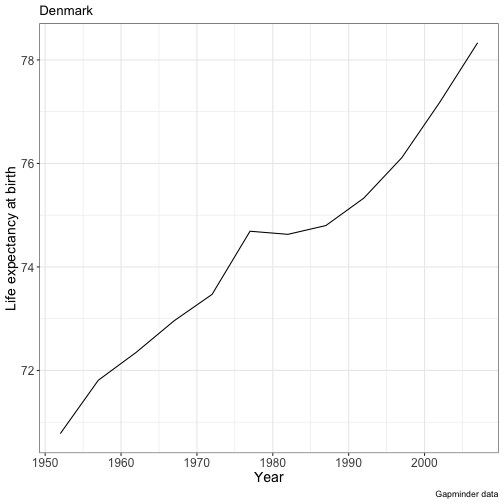 Denmark
Life expectancy at birth
78
76
74
72
1950 1960 1970 1980 1990 2000
Year
Gapminder data